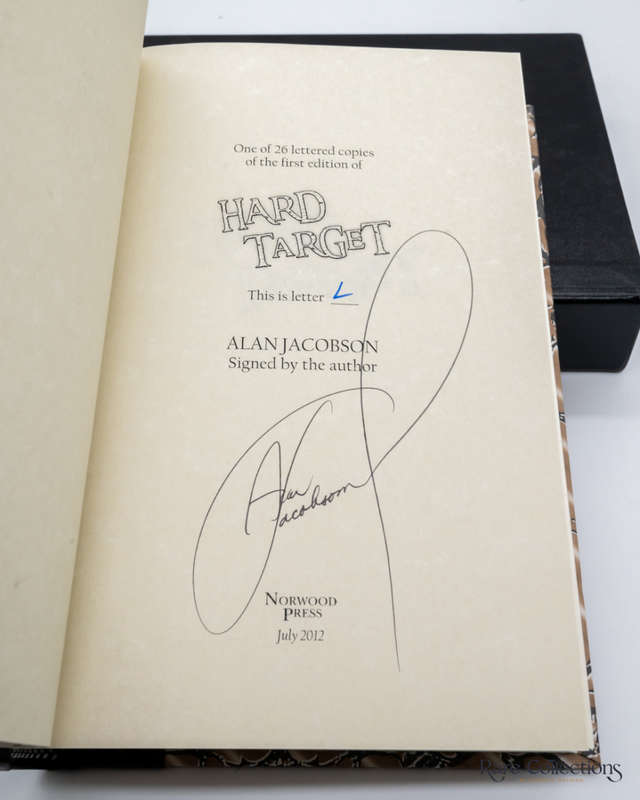 One of 26 lettered copies
of the first edition of
HARD
TARGET
This is letter L
ALAN JACOBSON
Signed by the author
Alan
Jacobson
NORWOOD
PRESS
July 2012
Collections